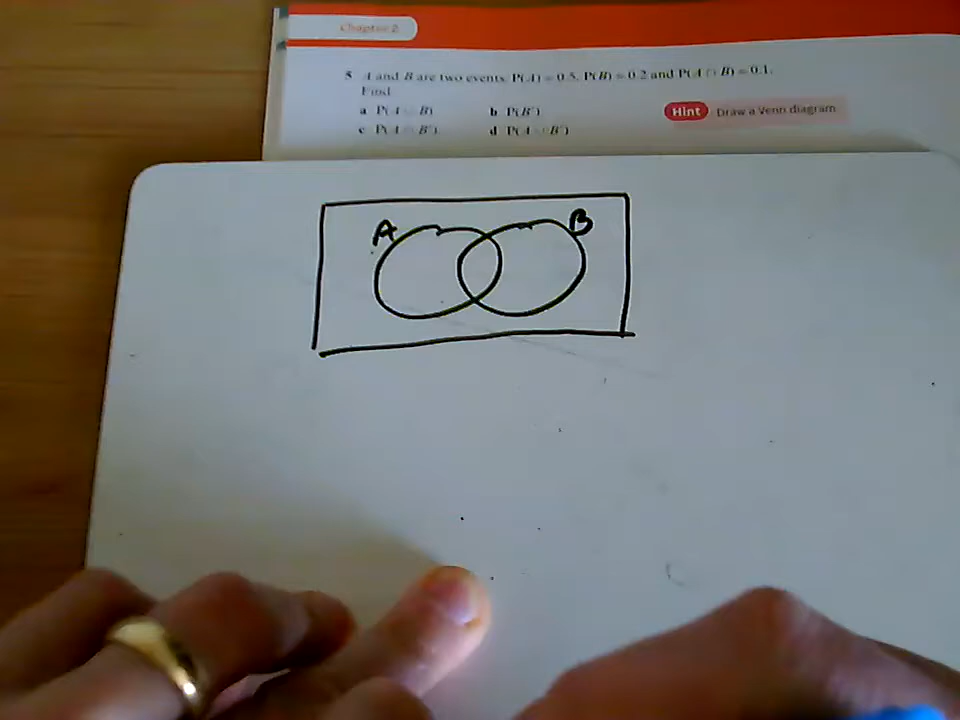 Chapter 2
5 A and B are two events. P(A) = 0.5, P(B) = 0.2 and P(A ∩ B) = 0.1.
Find
a P(A ∪ B) b P(B′)
Hint Draw a Venn diagram.
c P(A ∩ B′) d P(A ∪ B′)
A B